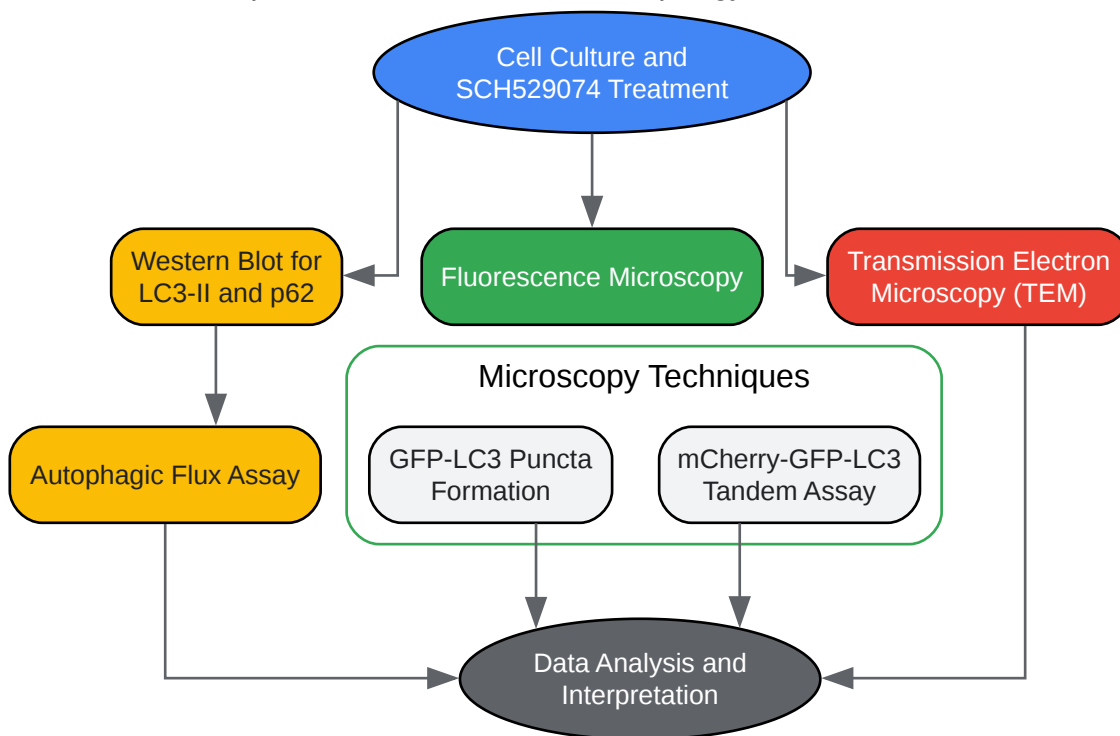 Cell Culture and
SCH529074 Treatment
Western Blot for
LC3-II and p62
Fluorescence Microscopy
Transmission Electron
Microscopy (TEM)
Microscopy Techniques
Autophagic Flux Assay
GFP-LC3 Puncta
Formation
mCherry-GFP-LC3
Tandem Assay
Data Analysis and
Interpretation